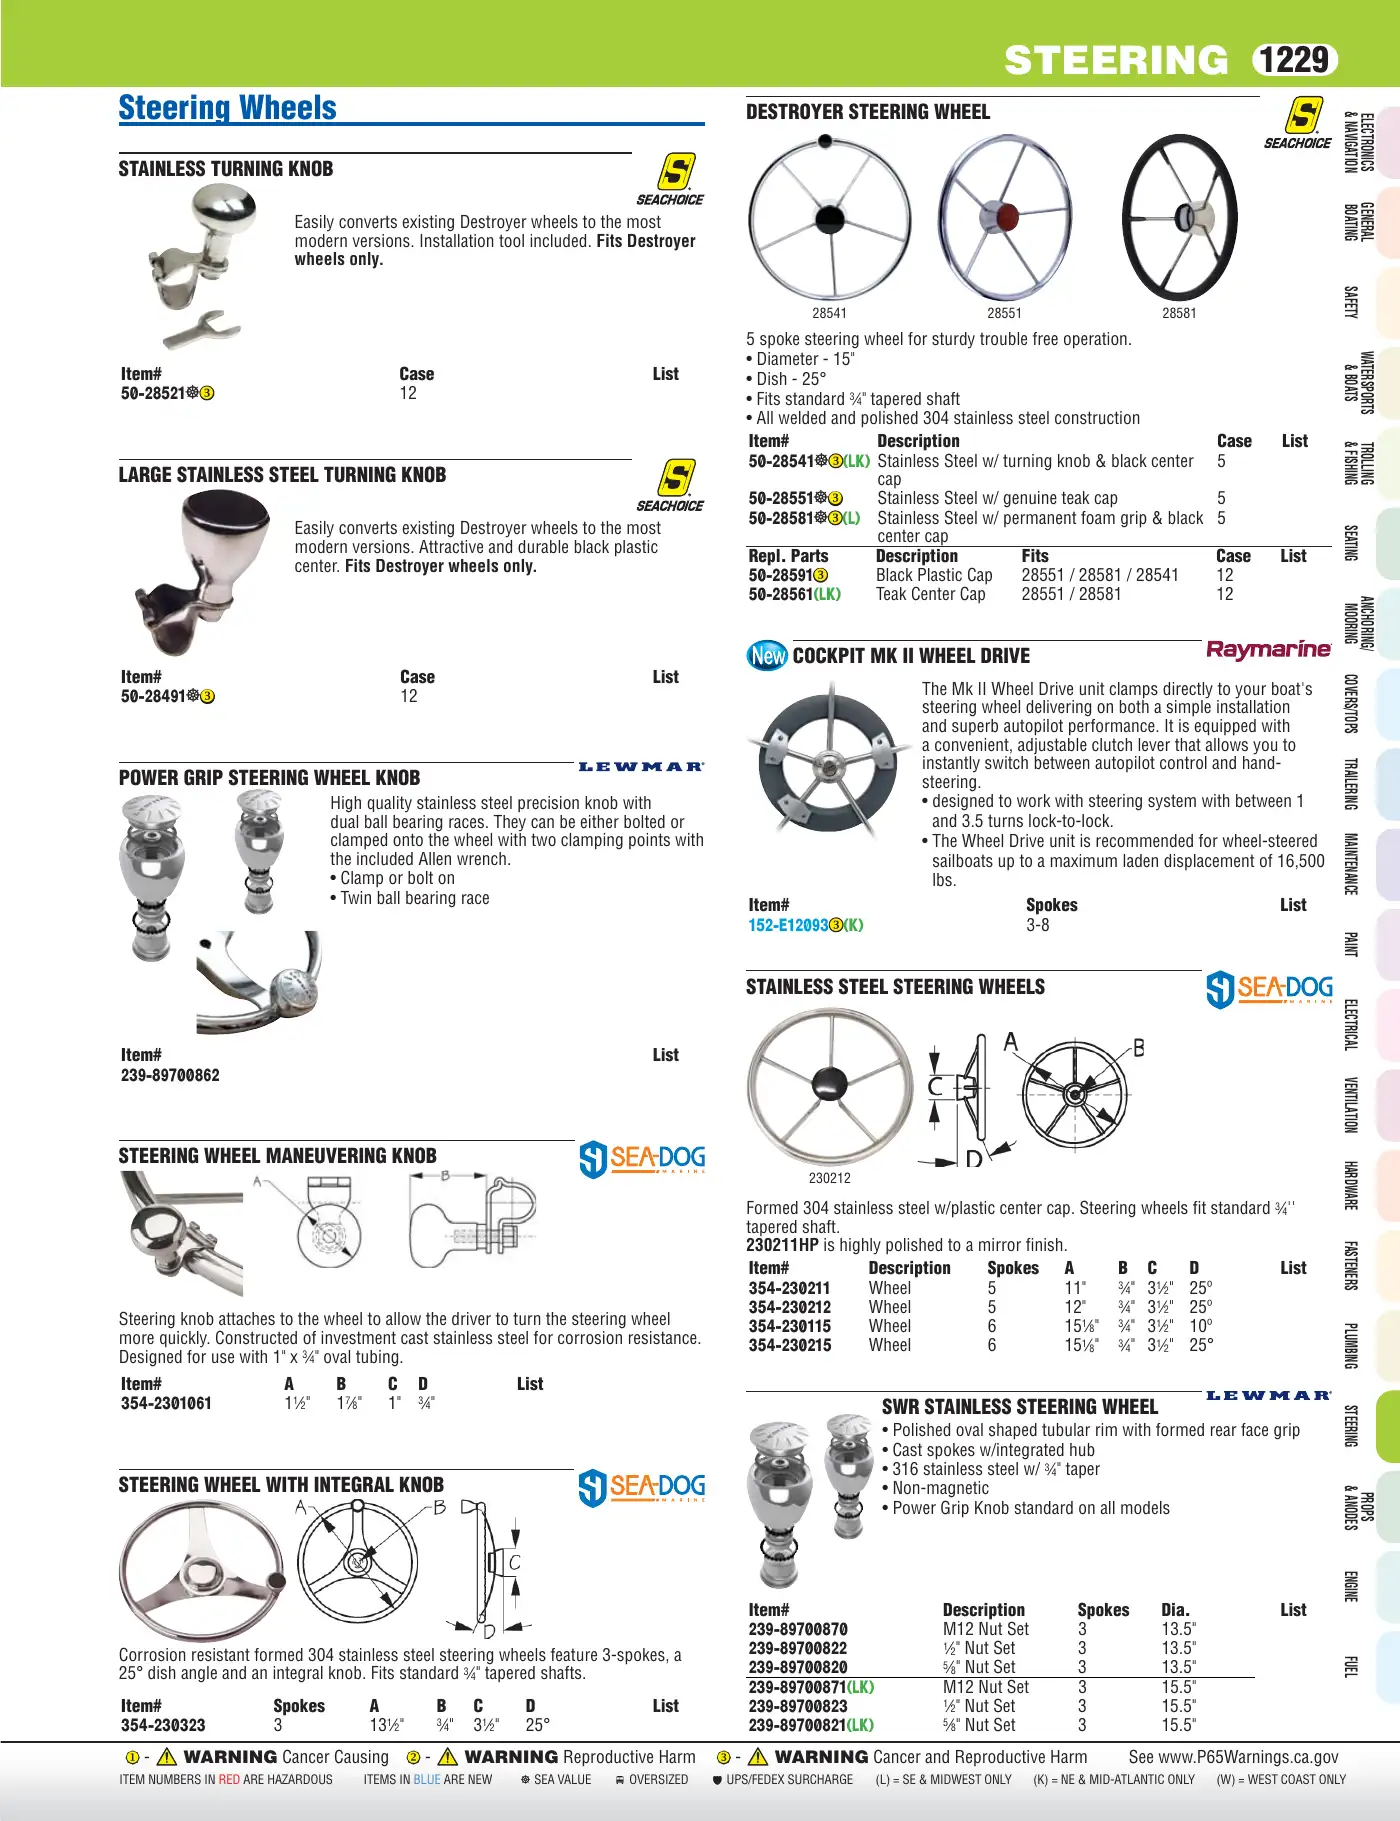 STEERING 1229
Steering Wheels
STAINLESS TURNING KNOB
S
SEACHOICE
Easily converts existing Destroyer wheels to the most
modern versions. Installation tool included. Fits Destroyer
wheels only.
Item# Case List
50-28521 3 12
LARGE STAINLESS STEEL TURNING KNOB
S
SEACHOICE
Easily converts existing Destroyer wheels to the most
modern versions. Attractive and durable black plastic
center. Fits Destroyer wheels only.
Item# Case List
50-28491 3 12
POWER GRIP STEERING WHEEL KNOB
LEWMAR
High quality stainless steel precision knob with
dual ball bearing races. They can be either bolted or
clamped onto the wheel with two clamping points with
the included Allen wrench.
• Clamp or bolt on
• Twin ball bearing race
Item# List
239-89700862
STEERING WHEEL MANEUVERING KNOB
SEA-DOG
MARINE
A B
Steering knob attaches to the wheel to allow the driver to turn the steering wheel
more quickly. Constructed of investment cast stainless steel for corrosion resistance.
Designed for use with 1" x ¾" oval tubing.
Item# A B C D List
354-2301061 1½" 1⅞" 1" ¾"
STEERING WHEEL WITH INTEGRAL KNOB
SEA-DOG
MARINE
A B C D
Corrosion resistant formed 304 stainless steel steering wheels feature 3-spokes, a
25° dish angle and an integral knob. Fits standard ¾" tapered shafts.
Item# Spokes A B C D List
354-230323 3 13½" ¾" 3½" 25°
DESTROYER STEERING WHEEL
S
SEACHOICE
28541 28551 28581
5 spoke steering wheel for sturdy trouble free operation.
• Diameter - 15"
• Dish - 25°
• Fits standard ¾" tapered shaft
• All welded and polished 304 stainless steel construction
Item# Description Case List
50-28541 3 (LK) Stainless Steel w/ turning knob & black center 5
cap
50-28551 3 Stainless Steel w/ genuine teak cap 5
50-28581 3 (L) Stainless Steel w/ permanent foam grip & black 5
center cap
Repl. Parts Description Fits Case List
50-28591 3 Black Plastic Cap 28551 / 28581 / 28541 12
50-28561(LK) Teak Center Cap 28551 / 28581 12
New COCKPIT MK II WHEEL DRIVE
Raymarine
The Mk II Wheel Drive unit clamps directly to your boat's
steering wheel delivering on both a simple installation
and superb autopilot performance. It is equipped with
a convenient, adjustable clutch lever that allows you to
instantly switch between autopilot control and hand-
steering.
• designed to work with steering system with between 1
and 3.5 turns lock-to-lock.
• The Wheel Drive unit is recommended for wheel-steered
sailboats up to a maximum laden displacement of 16,500
lbs.
Item# Spokes List
152-E12093 3 (K) 3-8
STAINLESS STEEL STEERING WHEELS
SEA-DOG
MARINE
C D A B
230212
Formed 304 stainless steel w/plastic center cap. Steering wheels fit standard ¾''
tapered shaft.
230211HP is highly polished to a mirror finish.
Item# Description Spokes A B C D List
354-230211 Wheel 5 11" ¾" 3½" 25º
354-230212 Wheel 5 12" ¾" 3½" 25º
354-230115 Wheel 6 15⅛" ¾" 3½" 10º
354-230215 Wheel 6 15⅛" ¾" 3½" 25°
SWR STAINLESS STEERING WHEEL
LEWMAR
• Polished oval shaped tubular rim with formed rear face grip
• Cast spokes w/integrated hub
• 316 stainless steel w/ ¾" taper
• Non-magnetic
• Power Grip Knob standard on all models
Item# Description Spokes Dia. List
239-89700870 M12 Nut Set 3 13.5"
239-89700822 ½" Nut Set 3 13.5"
239-89700820 ⅝" Nut Set 3 13.5"
239-89700871(LK) M12 Nut Set 3 15.5"
239-89700823 ½" Nut Set 3 15.5"
239-89700821(LK) ⅝" Nut Set 3 15.5"
ELECTRONICS
& NAVIGATION
GENERAL
BOATING
SAFETY
WATERSPORTS
& BOATS
TROLLING
& FISHING
SEATING
ANCHORING/
MOORING
COVERS/TOPS
TRAILERING
MAINTENANCE
PAINT
ELECTRICAL
VENTILATION
HARDWARE
FASTENERS
PLUMBING
STEERING
PROPS
& ANODES
ENGINE
FUEL
1 - WARNING Cancer Causing 2 - WARNING Reproductive Harm 3 - WARNING Cancer and Reproductive Harm See www.P65Warnings.ca.gov
ITEM NUMBERS IN RED ARE HAZARDOUS ITEMS IN BLUE ARE NEW SEA VALUE OVERSIZED UPS/FEDEX SURCHARGE (L) = SE & MIDWEST ONLY (K) = NE & MID-ATLANTIC ONLY (W) = WEST COAST ONLY